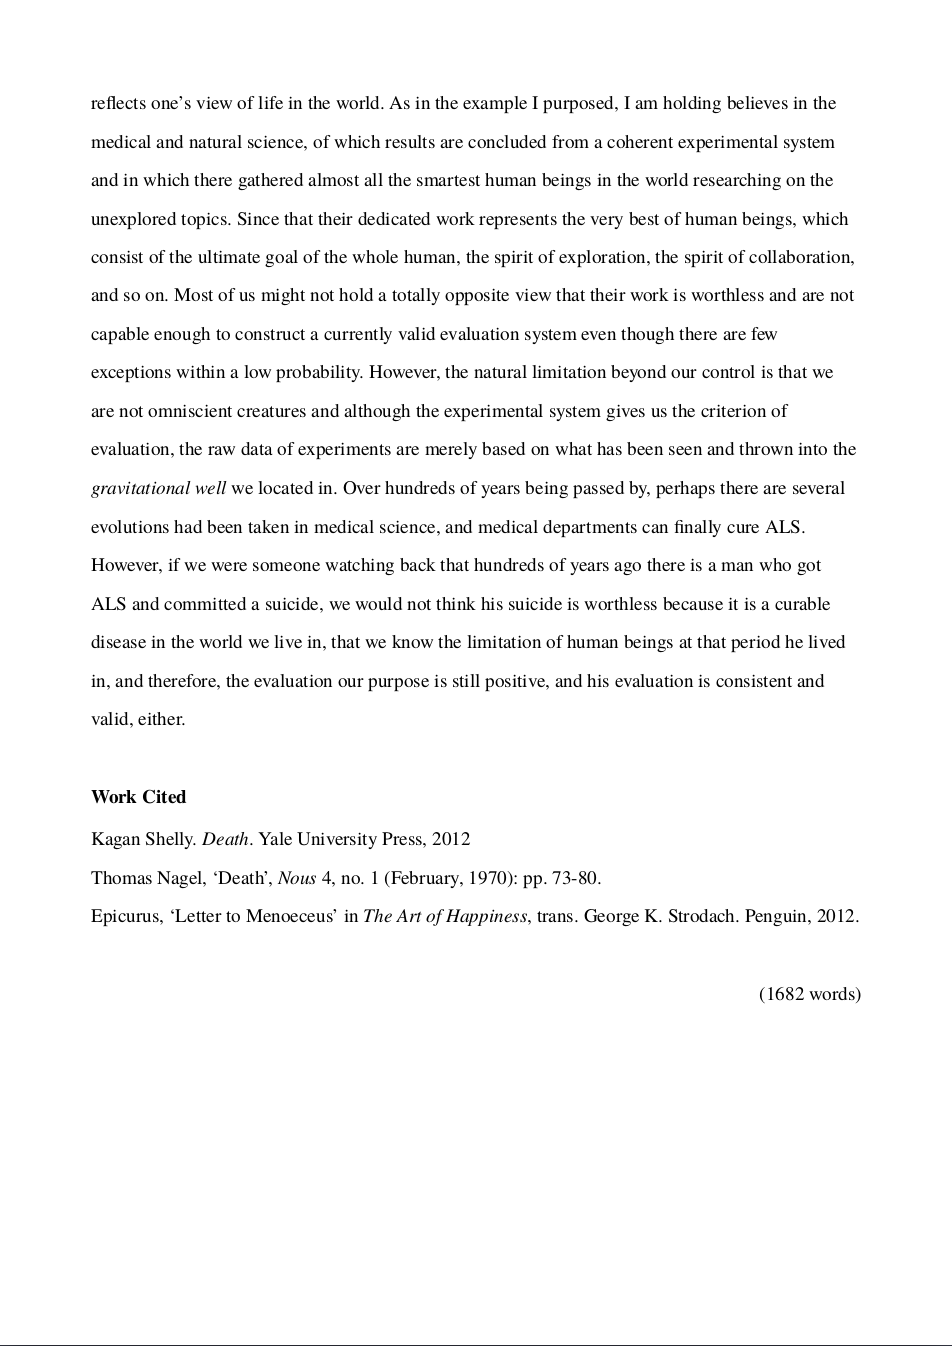 reflects one’s view of life in the world. As in the example I purposed, I am holding believes in the
medical and natural science, of which results are concluded from a coherent experimental system
and in which there gathered almost all the smartest human beings in the world researching on the
unexplored topics. Since that their dedicated work represents the very best of human beings, which
consist of the ultimate goal of the whole human, the spirit of exploration, the spirit of collaboration,
and so on. Most of us might not hold a totally opposite view that their work is worthless and are not
capable enough to construct a currently valid evaluation system even though there are few
exceptions within a low probability. However, the natural limitation beyond our control is that we
are not omniscient creatures and although the experimental system gives us the criterion of
evaluation, the raw data of experiments are merely based on what has been seen and thrown into the
gravitational well we located in. Over hundreds of years being passed by, perhaps there are several
evolutions had been taken in medical science, and medical departments can finally cure ALS.
However, if we were someone watching back that hundreds of years ago there is a man who got
ALS and committed a suicide, we would not think his suicide is worthless because it is a curable
disease in the world we live in, that we know the limitation of human beings at that period he lived
in, and therefore, the evaluation our purpose is still positive, and his evaluation is consistent and
valid, either.
Work Cited
Kagan Shelly. Death. Yale University Press, 2012
Thomas Nagel, ‘Death’, Nous 4, no. 1 (February, 1970): pp. 73-80.
Epicurus, ‘Letter to Menoeceus’ in The Art of Happiness, trans. George K. Strodach. Penguin, 2012.
(1682 words)